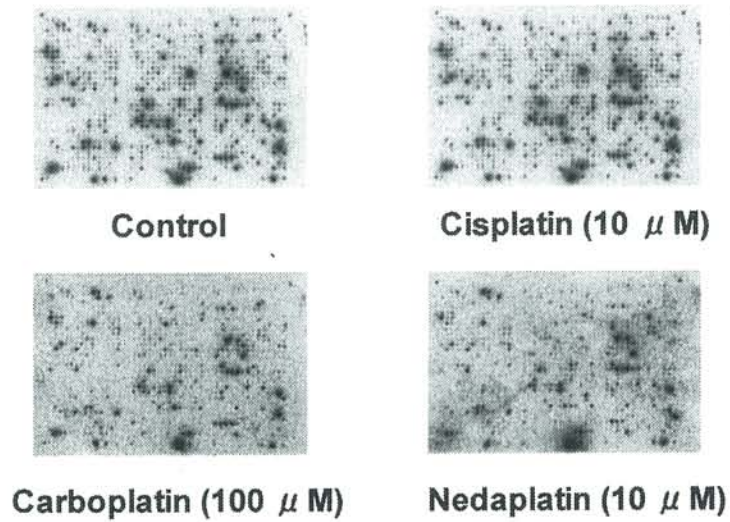 Control
Cisplatin (10 μM)
Carboplatin (100 μM)
Nedaplatin (10 μM)